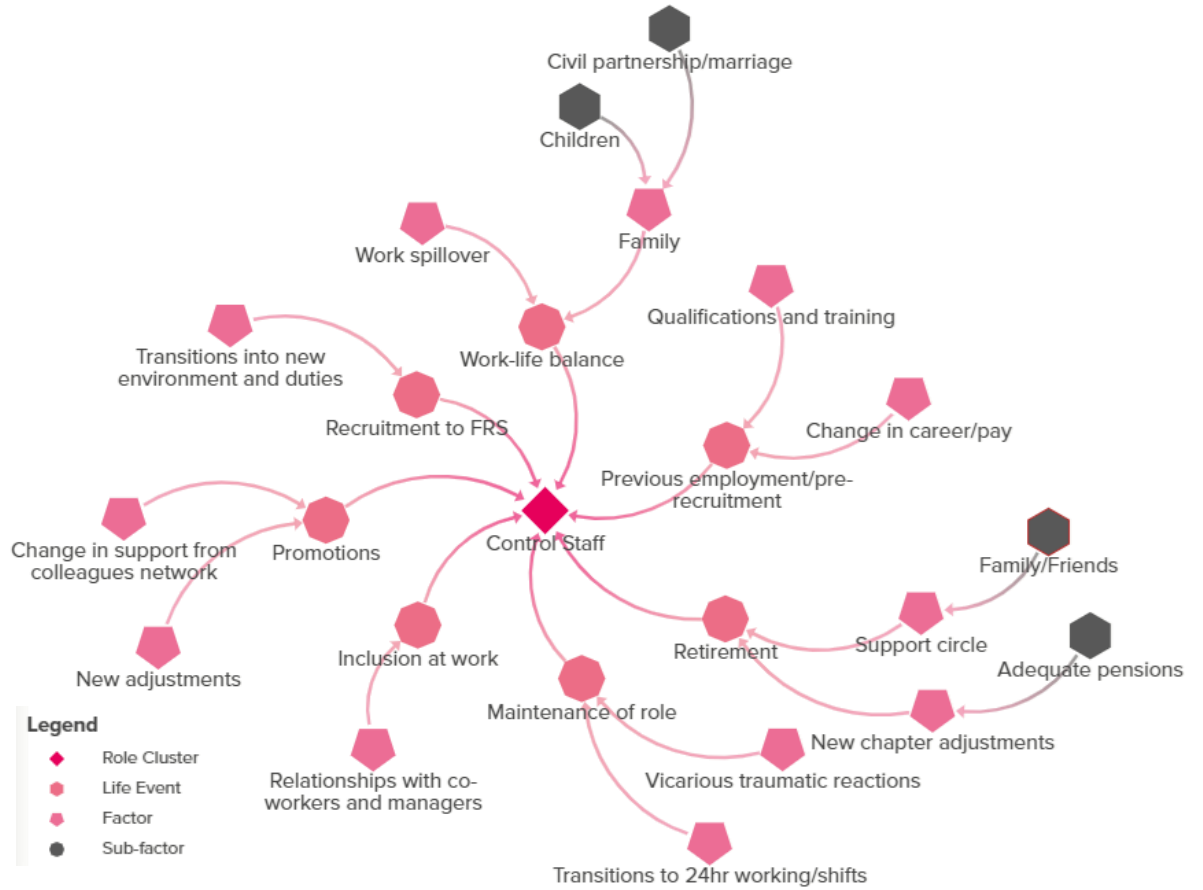 Civil partnership/marriage
Children
Family
Work spillover
Qualifications and training
Transitions into new
environment and duties
Work-life balance
Recruitment to FRS
Change in career/pay
Previous employment/pre-
recruitment
Change in support from
colleagues network
Promotions
Control Staff
Family/Friends
Inclusion at work
Retirement
Support circle
Adequate pensions
New adjustments
Maintenance of role
New chapter adjustments
Relationships with co-
workers and managers
Vicarious traumatic reactions
Transitions to 24hr working/shifts
Legend
Role Cluster
Life Event
Factor
Sub-factor